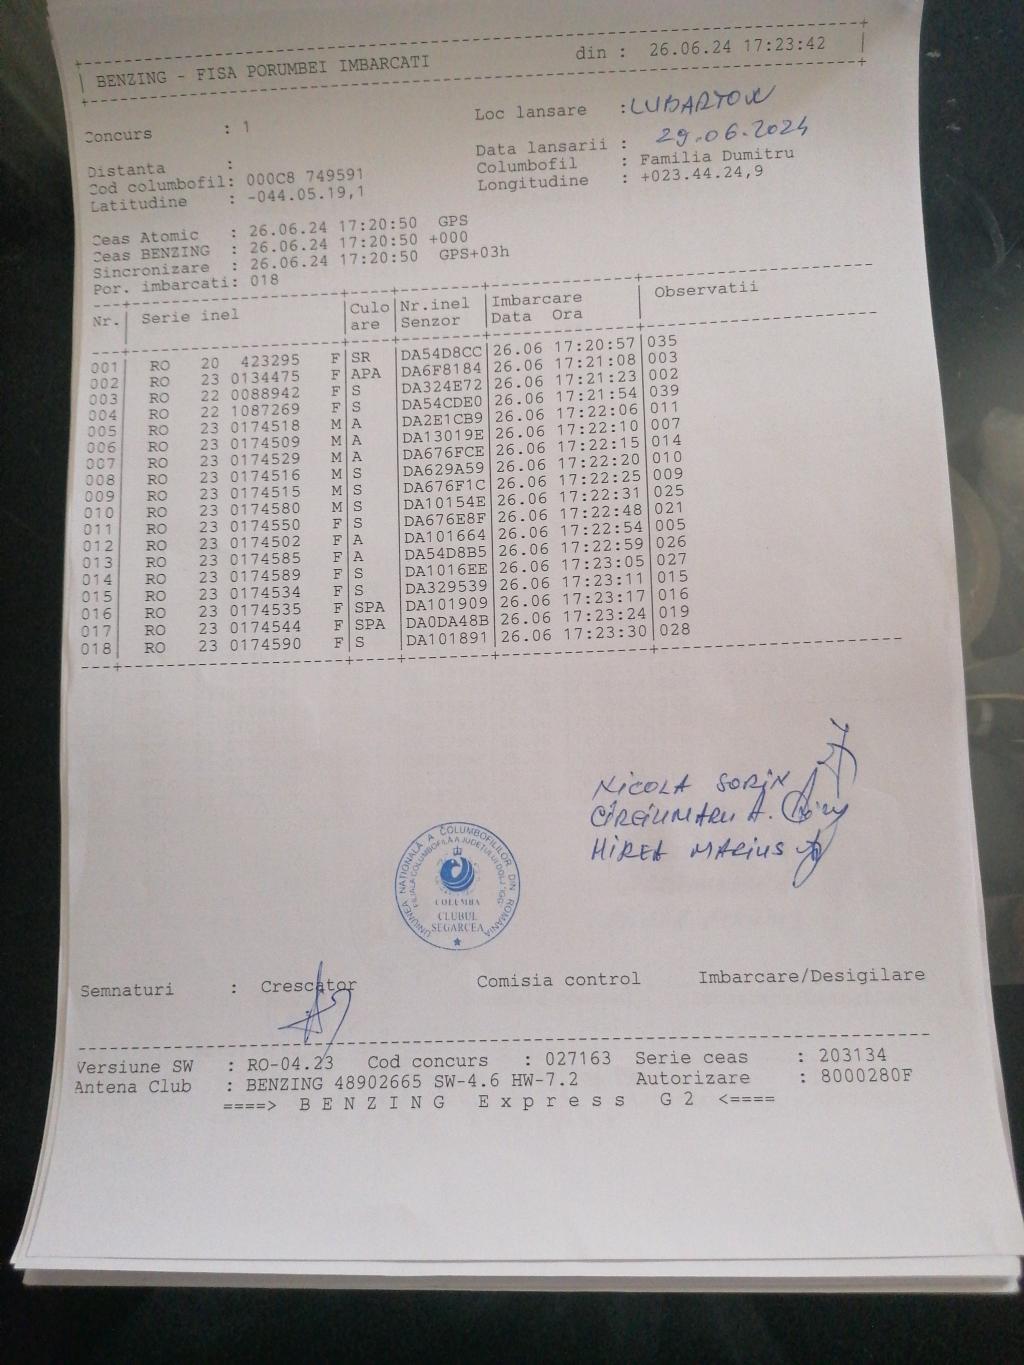 BENZING - FISA PORUMBEI IMBARCATI din : 26.06.24 17:23:42
Concurs : 1 Loc lansare : LUBARTOW
Data lansarii : 29.06.2024
Distanta : Columbofil : Familia Dumitru
Cod columbofil: 000C8 749591 Longitudine : +023.44.24,9
Latitudine : -044.05.19,1
Ceas Atomic : 26.06.24 17:20:50 GPS
Ceas BENZING : 26.06.24 17:20:50 +000
Sincronizare : 26.06.24 17:20:50 GPS+03h
Por. imbarcati: 018
Nr. Serie inel Culo Nr.inel Imbarcare Observatii
are Senzor Data Ora
001 RO 20 423295 F SR DA54D8CC 26.06 17:20:57 035
002 RO 23 0134475 F APA DA6F8184 26.06 17:21:08 003
003 RO 22 0088942 F S DA324E72 26.06 17:21:23 002
004 RO 22 1087269 F S DA54CDE0 26.06 17:21:54 039
005 RO 23 0174518 M A DA2E1CB9 26.06 17:22:06 011
006 RO 23 0174509 M A DA13019E 26.06 17:22:10 007
007 RO 23 0174529 M A DA676FCE 26.06 17:22:15 014
008 RO 23 0174516 M S DA629A59 26.06 17:22:20 010
009 RO 23 0174515 M S DA676F1C 26.06 17:22:25 009
010 RO 23 0174580 M S DA10154E 26.06 17:22:31 025
011 RO 23 0174550 F S DA676E8F 26.06 17:22:48 021
012 RO 23 0174502 F A DA101664 26.06 17:22:54 005
013 RO 23 0174585 F A DA54D8B5 26.06 17:22:59 026
014 RO 23 0174589 F S DA1016EE 26.06 17:23:05 027
015 RO 23 0174534 F S DA329539 26.06 17:23:11 015
016 RO 23 0174535 F SPA DA101909 26.06 17:23:17 016
017 RO 23 0174544 F SPA DA0DA48B 26.06 17:23:24 019
018 RO 23 0174590 F S DA101891 26.06 17:23:30 028
NICOLA SORIN
CÎRCIUMARU A.
MIREA MARIUS
UNIUNEA NAȚIONALĂ A COLUMBOFILILOR DIN ROMANIA
FILIALA COLUMBOFILĂ A JUDEȚULUI DOLJ
COLUMBA
CLUBUL
SEGARCEA
Semnaturi : Crescator Comisia control Imbarcare/Desigilare
Versiune SW : RO-04.23 Cod concurs : 027163 Serie ceas : 203134
Antena Club : BENZING 48902665 SW-4.6 HW-7.2 Autorizare : 8000280F
====> B E N Z I N G E x p r e s s G 2 <====